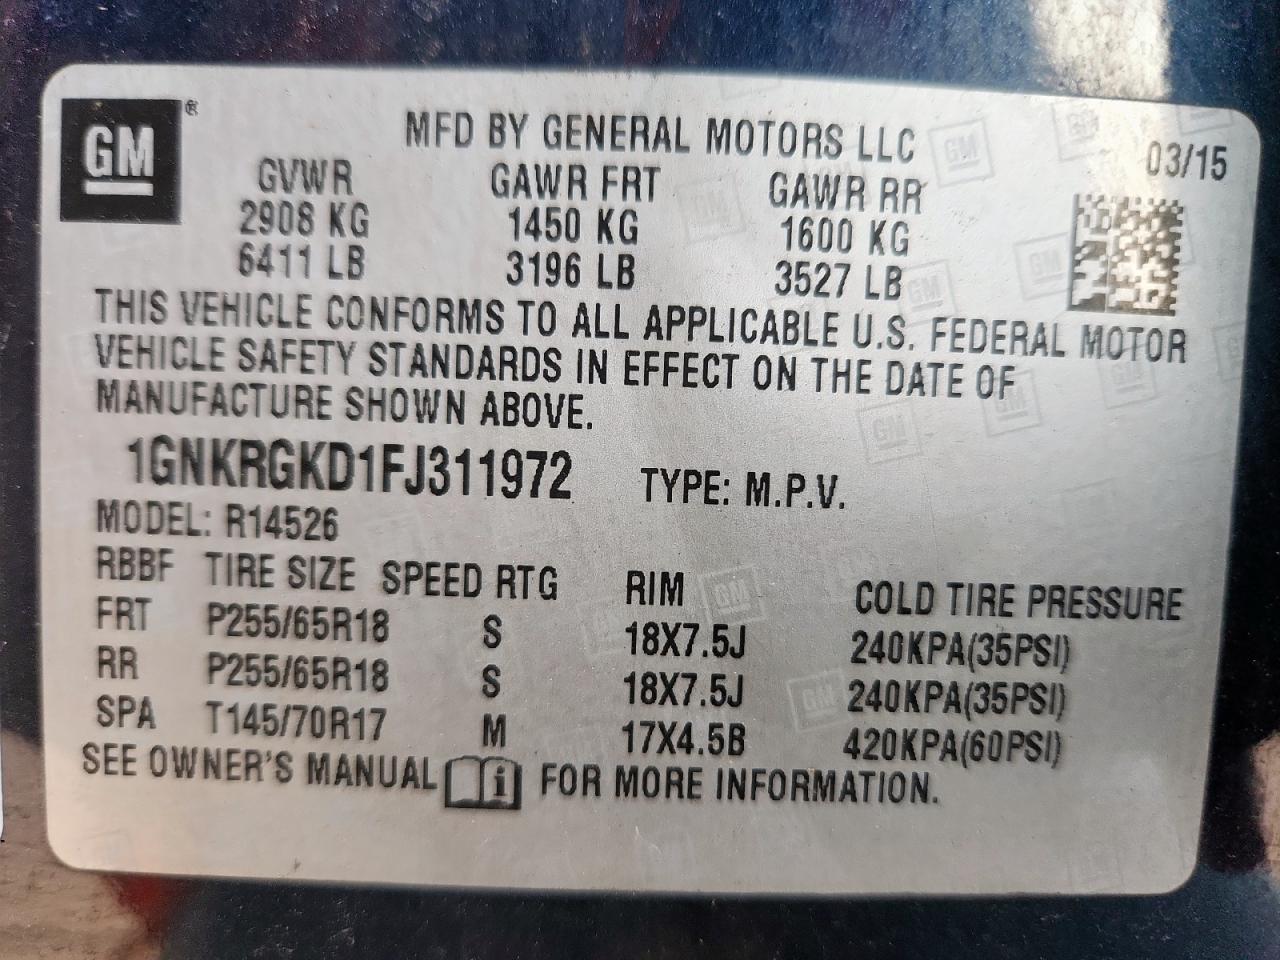 GM ®
MFD BY GENERAL MOTORS LLC
03/15
GVWR GAWR FRT GAWR RR
2908 KG 1450 KG 1600 KG
6411 LB 3196 LB 3527 LB
THIS VEHICLE CONFORMS TO ALL APPLICABLE U.S. FEDERAL MOTOR
VEHICLE SAFETY STANDARDS IN EFFECT ON THE DATE OF
MANUFACTURE SHOWN ABOVE.
1GNKRGKD1FJ311972 TYPE: M.P.V.
MODEL: R14526
RBBF TIRE SIZE SPEED RTG RIM COLD TIRE PRESSURE
FRT P255/65R18 S 18X7.5J 240KPA(35PSI)
RR P255/65R18 S 18X7.5J 240KPA(35PSI)
SPA T145/70R17 M 17X4.5B 420KPA(60PSI)
SEE OWNER'S MANUAL i FOR MORE INFORMATION.